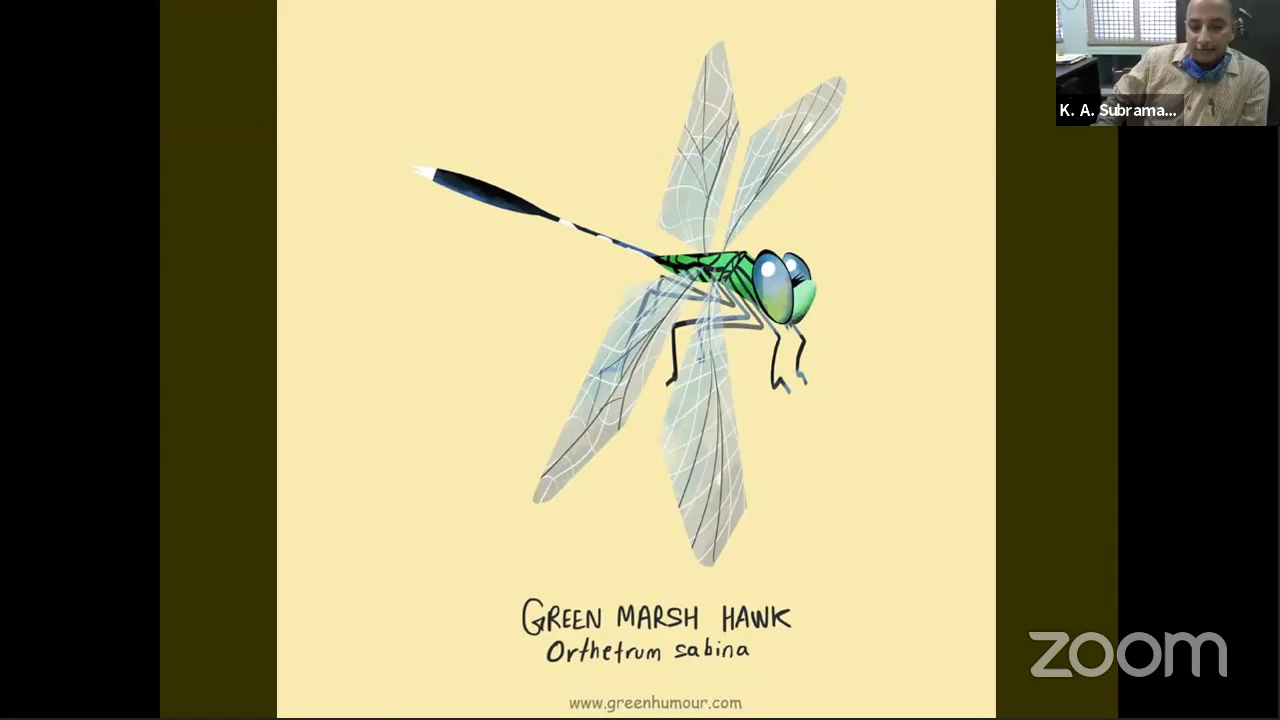 K. A. Subrama...
GREEN MARSH HAWK
Orthetrum sabina
zoom
www.greenhumour.com